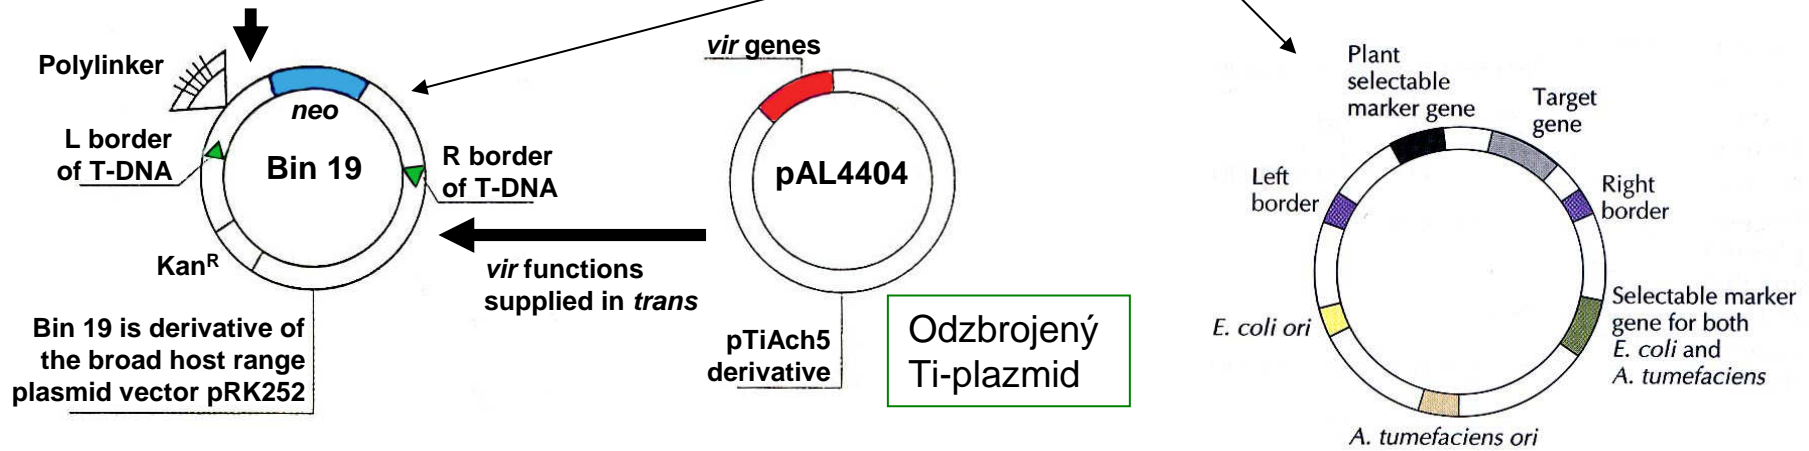 Polylinker
neo
L border
of T-DNA
Bin 19
R border
of T-DNA
Kan^R
Bin 19 is derivative of
the broad host range
plasmid vector pRK252
vir genes
pAL4404
vir functions
supplied in trans
pTiAch5
derivative
Odzbrojený
Ti-plazmid
Plant
selectable
marker gene
Target
gene
Left
border
Right
border
E. coli ori
Selectable marker
gene for both
E. coli and
A. tumefaciens
A. tumefaciens ori